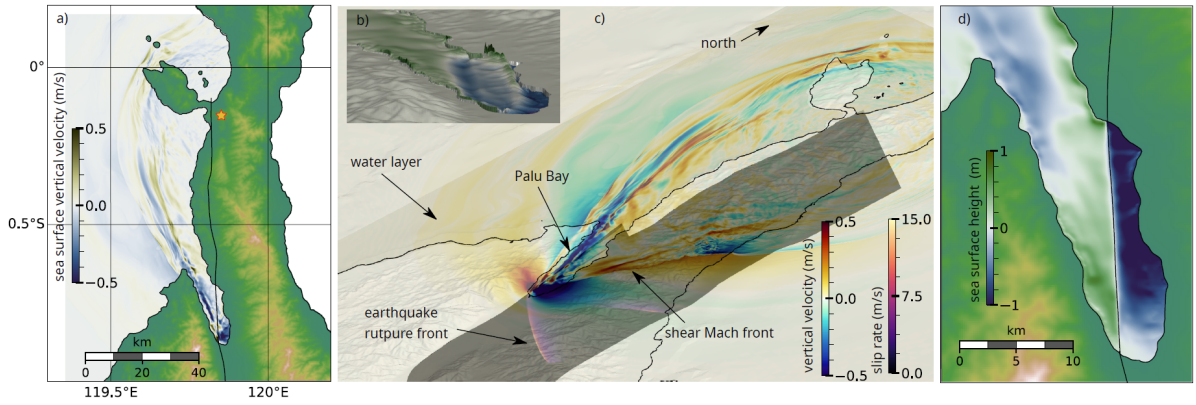 a)
0°
0.5°S
sea surface vertical velocity (m/s)
0.5
0.0
−0.5
km
0 20 40
119.5°E 120°E
b)
c)
north
water layer
Palu Bay
earthquake
rutpure front
shear Mach front
vertical velocity (m/s)
0.5
0.0
−0.5
slip rate (m/s)
15.0
7.5
0.0
d)
sea surface height (m)
1
0
−1
km
0 5 10